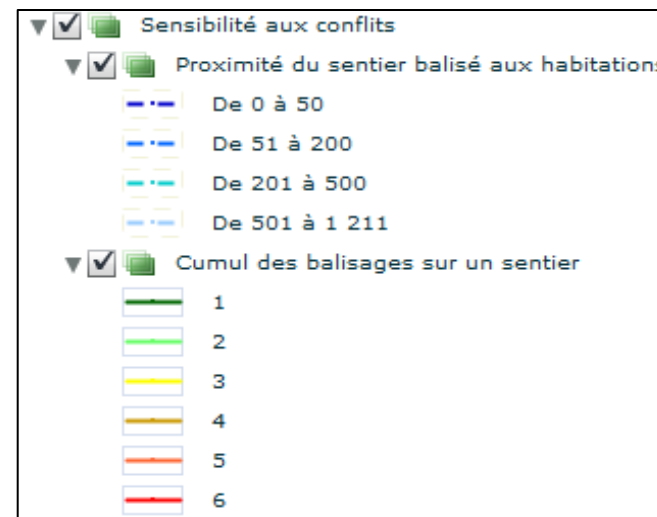 Sensibilité aux conflits
Proximité du sentier balisé aux habitations
De 0 à 50
De 51 à 200
De 201 à 500
De 501 à 1 211
Cumul des balisages sur un sentier
1
2
3
4
5
6